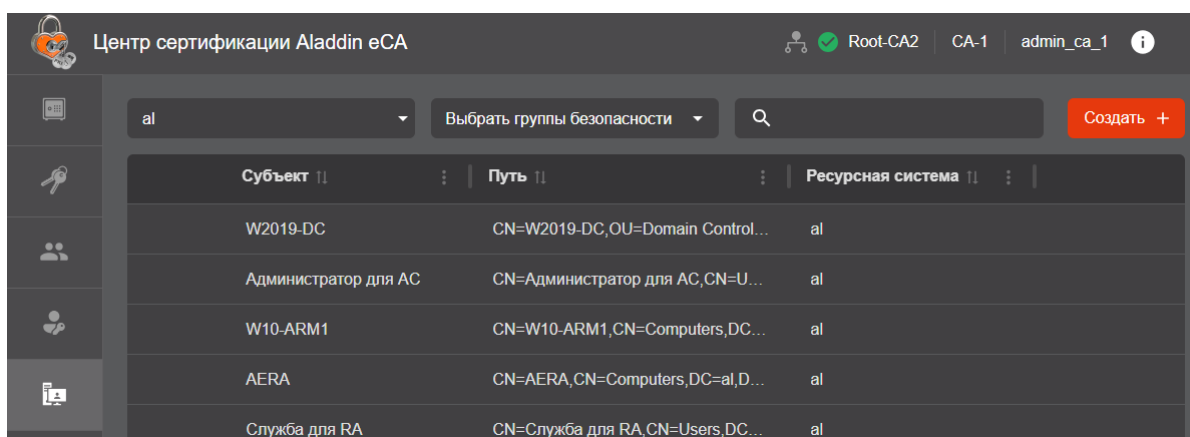 Центр сертификации Aladdin eCA Root-CA2 CA-1 admin_ca_1
al Выбрать группы безопасности Создать +
Субъект Путь Ресурсная система
W2019-DC CN=W2019-DC,OU=Domain Control... al
Администратор для АС CN=Администратор для АС,CN=U... al
W10-ARM1 CN=W10-ARM1,CN=Computers,DC... al
AERA CN=AERA,CN=Computers,DC=al,D... al
Служба для RA CN=Служба для RA,CN=Users,DC... al